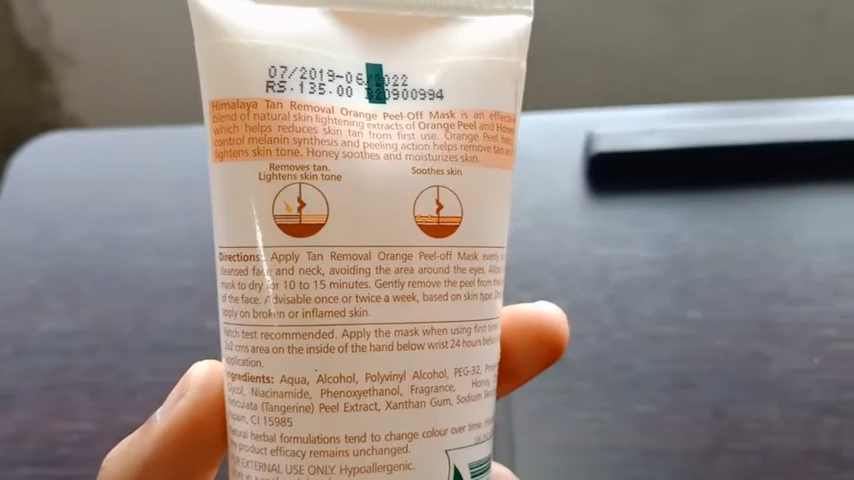 07/2019-06/2022
RS.135.00 0900994
Himalaya Tan Removal Orange Peel-Off Mask is an effective
blend of natural skin lightening extracts of Orange Peel and Honey
which helps reduces skin tan from first use. Orange Peel
control melanin synthesis and peeling action helps remove tan
lightens skin tone. Honey soothes and moisturizes skin.
Removes tan.
Lightens skin tone
Soothes skin
Directions: Apply Tan Removal Orange Peel-off Mask evenly
cleansed face and neck, avoiding the area around the eyes.
mask to dry for 10 to 15 minutes. Gently remove the peel from
of the face. Advisable once or twice a week, based on skin type.
apply on broken or inflamed skin.
Patch test recommended. Apply the mask when using first
2x2 cms area on the inside of the hand below wrist 24 hours
application.
Ingredients: Aqua, Alcohol, Polyvinyl Alcohol, PEG-32,
Glycol, Niacinamide, Phenoxyethanol, Fragrance, Honey,
Reticulata (Tangerine) Peel Extract, Xanthan Gum, Sodium
Papain, CI 15985
Natural herbal formulations tend to change colour over time.
the product efficacy remains unchanged.
FOR EXTERNAL USE ONLY. Hypoallergenic.